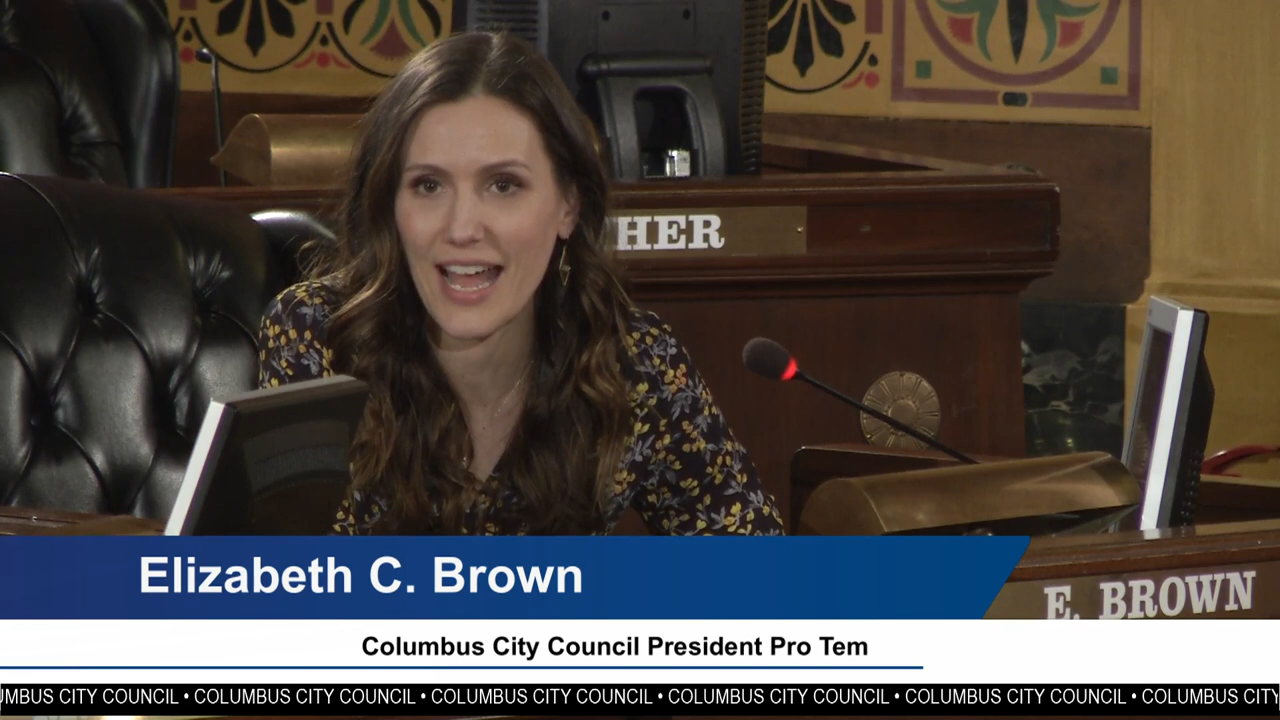 HER
E. BROWN
Elizabeth C. Brown
Columbus City Council President Pro Tem
UMBUS CITY COUNCIL • COLUMBUS CITY COUNCIL • COLUMBUS CITY COUNCIL • COLUMBUS CITY COUNCIL • COLUMBUS CITY COUNCIL • COLUMBUS CITY